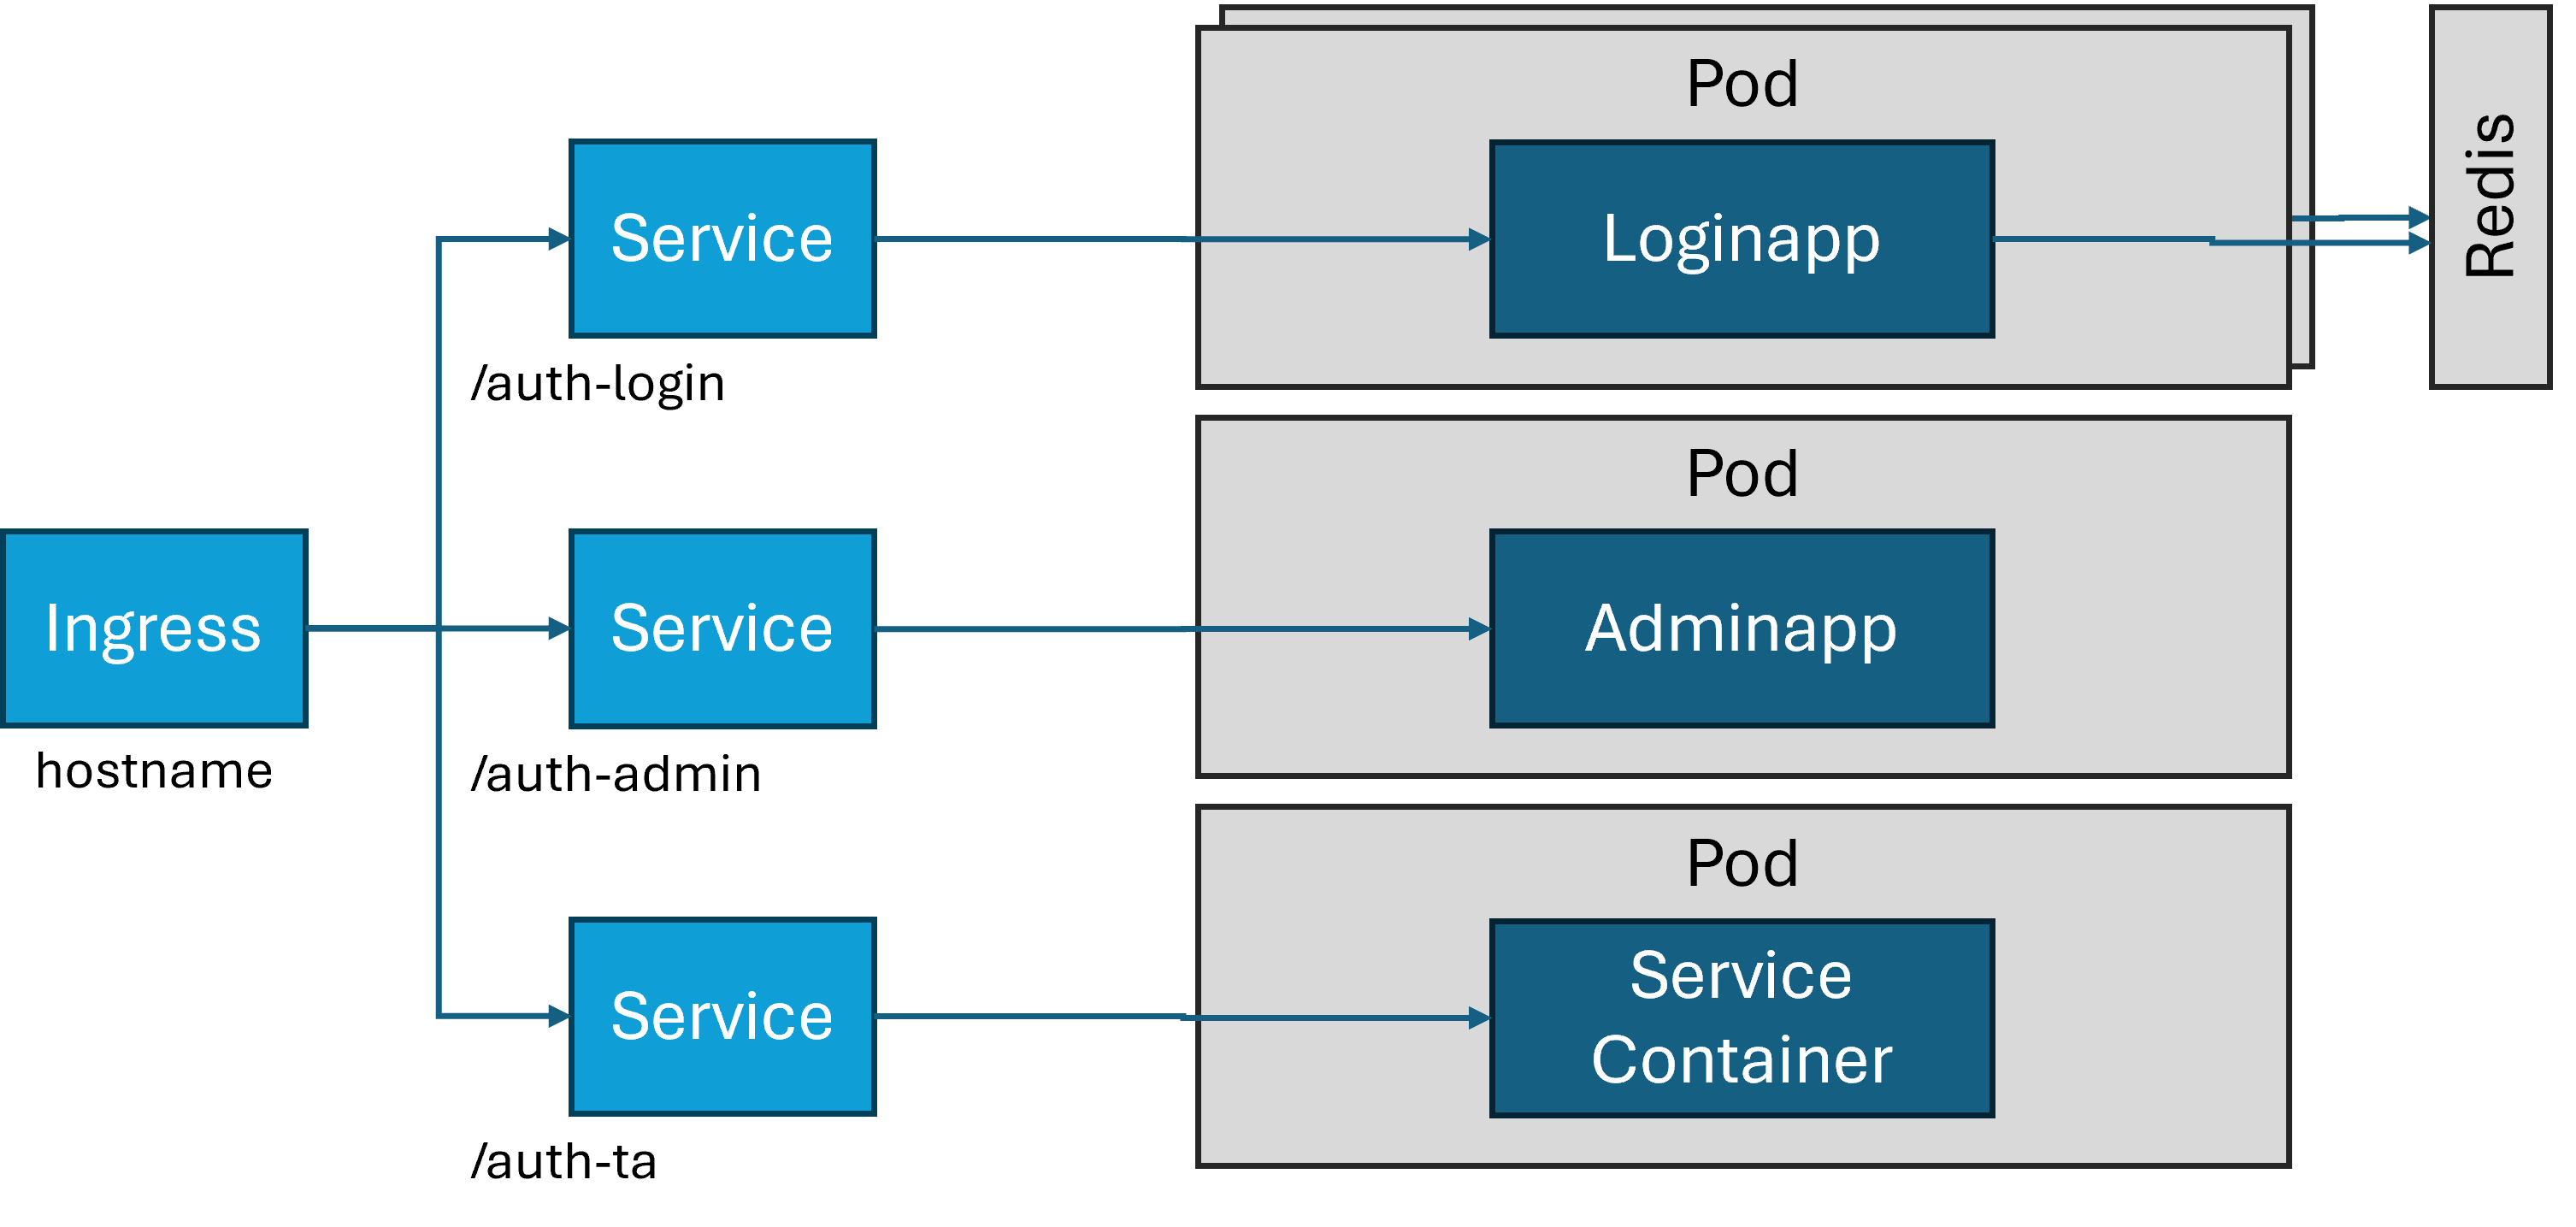 Pod
Service
Loginapp
Redis
/auth-login
Pod
Ingress
Service
Adminapp
hostname
/auth-admin
Pod
Service
Service
Container
/auth-ta